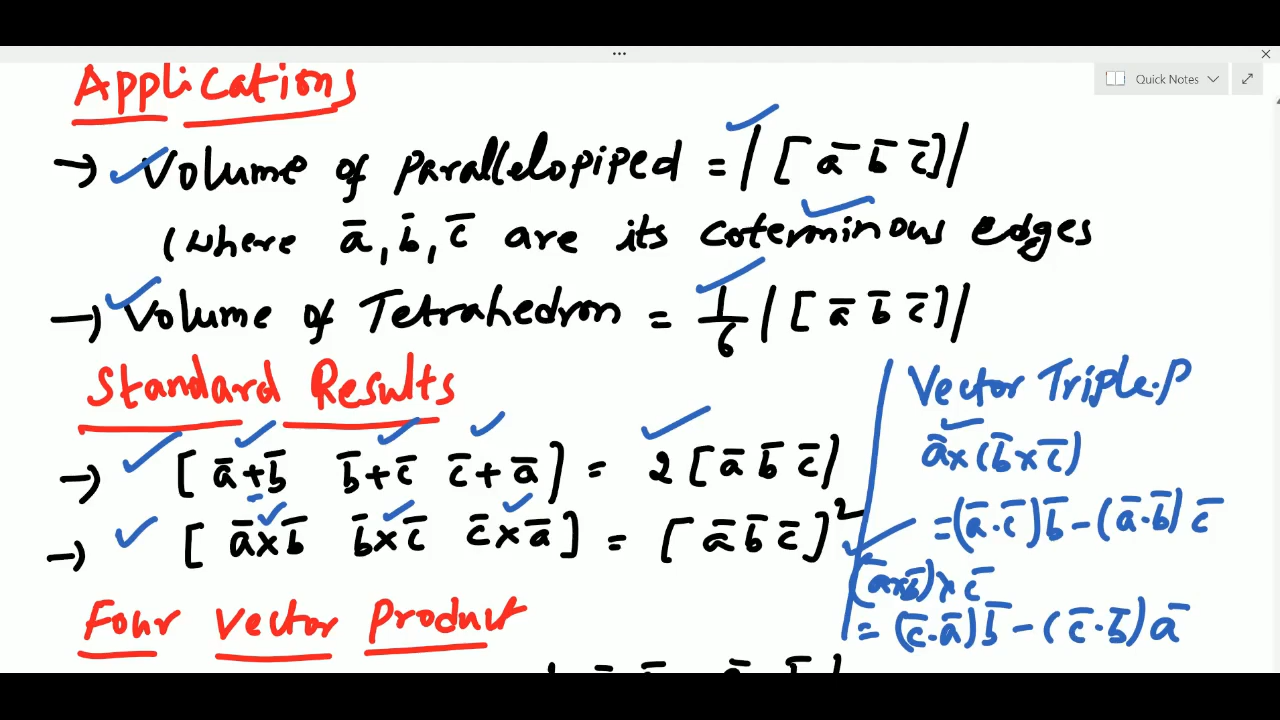 Applications
Quick Notes
→ Volume of parallelopiped = |[ā b̄ c̄]|
(where ā, b̄, c̄ are its coterminous edges
→ Volume of Tetrahedron = 1/6 |[ā b̄ c̄]|
Standard Results
→ [ā+b̄ b̄+c̄ c̄+ā] = 2[ā b̄ c̄]
→ [ā×b̄ b̄×c̄ c̄×ā] = [ā b̄ c̄]²
Four vector product
Vector Triple.P
ā×(b̄×c̄)
=(ā·c̄)b̄-(ā·b̄)c̄
(ā×b̄)×c̄
=(c̄·ā)b̄-(c̄·b̄)ā